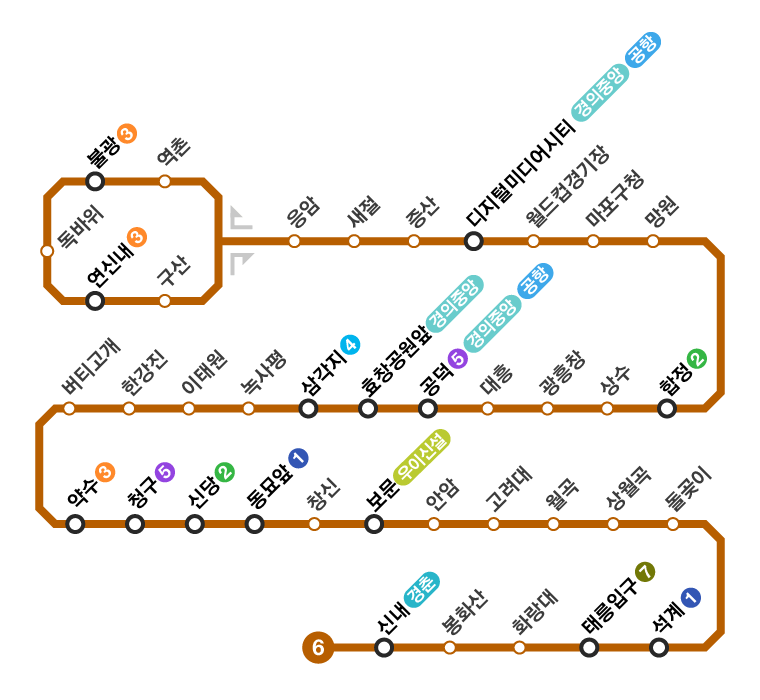 불광 3
역촌
독바위
연신내 3
구산
응암
새절
증산
디지털미디어시티 경의중앙 공항
월드컵경기장
마포구청
망원
버티고개
한강진
이태원
녹사평
삼각지 4
효창공원앞 경의중앙
공덕 5 경의중앙 공항
대흥
광흥창
상수
합정 2
약수 3
청구 5
신당 2
동묘앞 1
창신
보문 우이신설
안암
고려대
월곡
상월곡
돌곶이
6
신내 경춘
봉화산
화랑대
태릉입구 7
석계 1